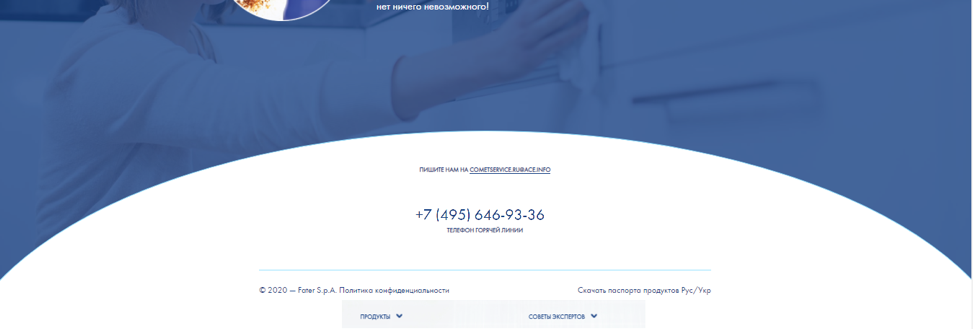 нет ничего невозможного!
ПИШИТЕ НАМ НА COMETSERVICE.RU@ACE.INFO
+7 (495) 646-93-36
ТЕЛЕФОН ГОРЯЧЕЙ ЛИНИИ
© 2020 — Fater S.p.A. Политика конфиденциальности
Скачать паспорта продуктов Рус/Укр
ПРОДУКТЫ
СОВЕТЫ ЭКСПЕРТОВ